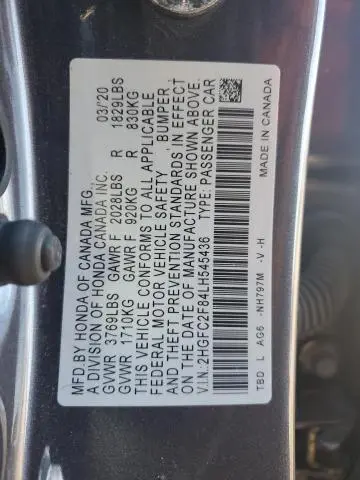 MFD.BY HONDA OF CANADA MFG. 03/20
A DIVISION OF HONDA CANADA INC.
GVWR 3769LBS GAWR F 2028LBS R 1829LBS
GVWR 1710KG GAWR F 920KG R 830KG
THIS VEHICLE CONFORMS TO ALL APPLICABLE
FEDERAL MOTOR VEHICLE SAFETY, BUMPER
AND THEFT PREVENTION STANDARDS IN EFFECT
ON THE DATE OF MANUFACTURE SHOWN ABOVE.
V.I.N.:2HGFC2F84LH545436 TYPE:PASSENGER CAR
TBD L AG6 -NH797M -V-H MADE IN CANADA